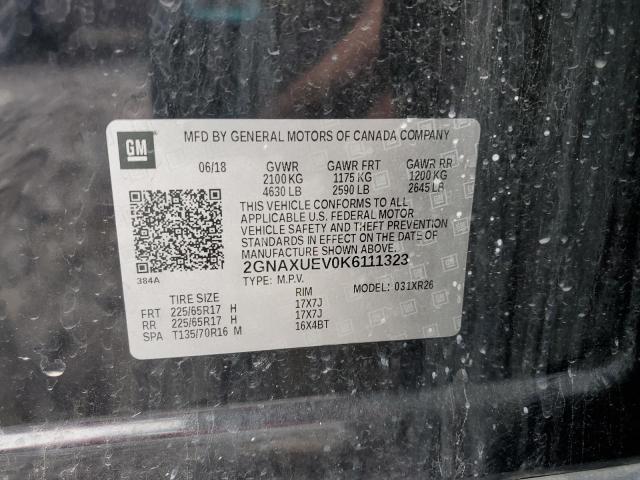 GM
MFD BY GENERAL MOTORS OF CANADA COMPANY
06/18 GVWR GAWR FRT GAWR RR
2100 KG 1175 KG 1200 KG
4630 LB 2590 LB 2645 LB
THIS VEHICLE CONFORMS TO ALL
APPLICABLE U.S. FEDERAL MOTOR
VEHICLE SAFETY AND THEFT PREVENTION
STANDARDS IN EFFECT ON THE DATE OF
MANUFACTURE SHOWN ABOVE.
2GNAXUEV0K6111323
384A
TYPE: M.P.V. MODEL: 031XR26
TIRE SIZE RIM
FRT 225/65R17 H 17X7J
RR 225/65R17 H 17X7J
SPA T135/70R16 M 16X4BT